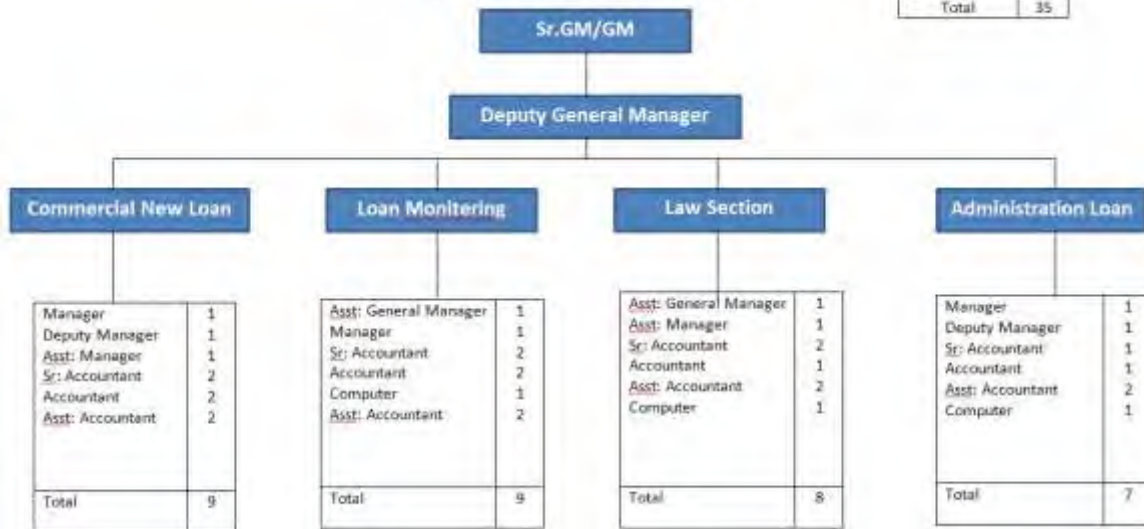 Total 35
Sr.GM/GM
Deputy General Manager
Commercial New Loan
Manager 1
Deputy Manager 1
Asst: Manager 1
Sr: Accountant 2
Accountant 2
Asst: Accountant 2
Total 9
Loan Monitering
Asst: General Manager 1
Manager 1
Sr: Accountant 2
Accountant 2
Computer 1
Asst: Accountant 2
Total 9
Law Section
Asst: General Manager 1
Asst: Manager 1
Sr: Accountant 2
Accountant 1
Asst: Accountant 2
Computer 1
Total 8
Administration Loan
Manager 1
Deputy Manager 1
Sr: Accountant 1
Accountant 1
Asst: Accountant 2
Computer 1
Total 7